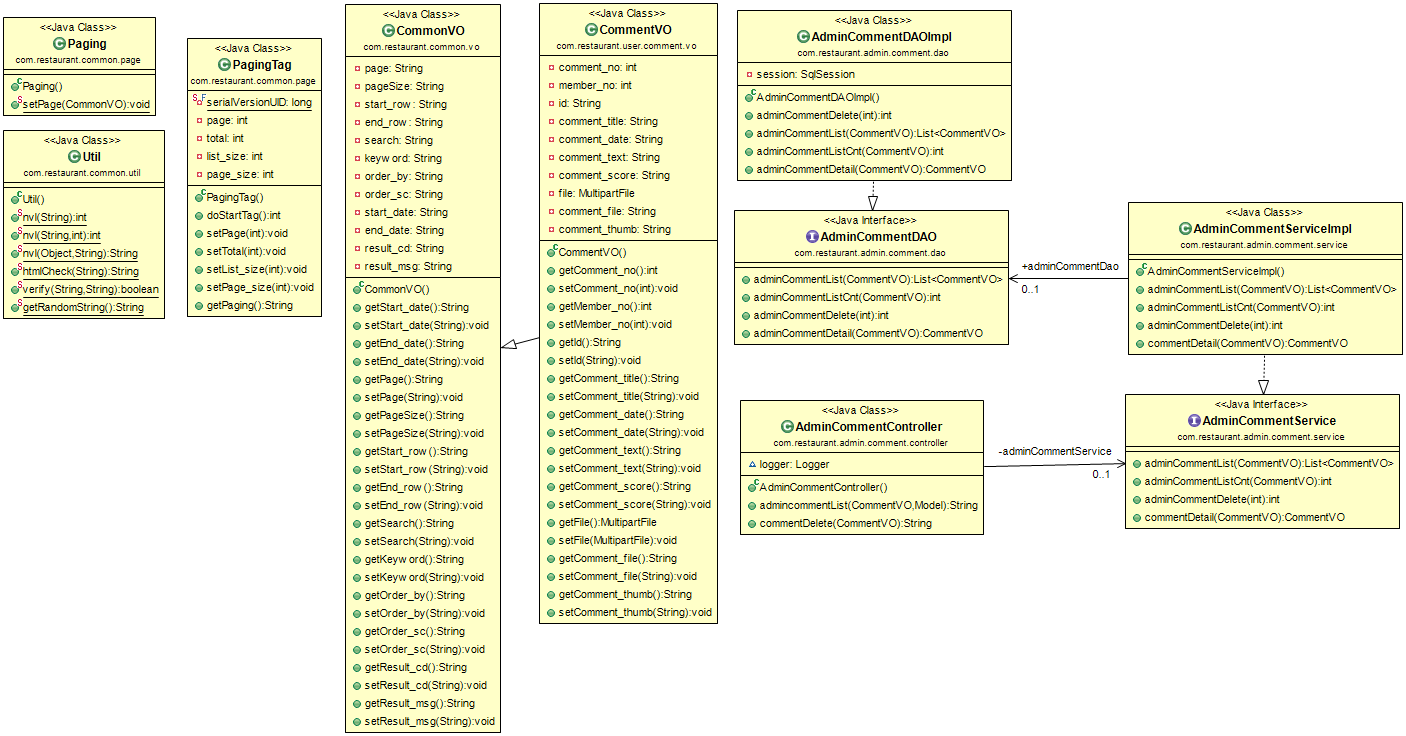 <<Java Class>>
Paging
com.restaurant.common.page
Paging()
setPage(CommonVO):void
<<Java Class>>
Util
com.restaurant.common.util
Util()
nvl(String):int
nvl(String,int):int
nvl(Object,String):String
htmlCheck(String):String
verify(String,String):boolean
getRandomString():String
<<Java Class>>
PagingTag
com.restaurant.common.page
serialVersionUID: long
page: int
total: int
list_size: int
page_size: int
PagingTag()
doStartTag():int
setPage(int):void
setTotal(int):void
setList_size(int):void
setPage_size(int):void
getPaging():String
<<Java Class>>
CommonVO
com.restaurant.common.vo
page: String
pageSize: String
start_row: String
end_row: String
search: String
keyword: String
order_by: String
order_sc: String
start_date: String
end_date: String
result_cd: String
result_msg: String
CommonVO()
getStart_date():String
setStart_date(String):void
getEnd_date():String
setEnd_date(String):void
getPage():String
setPage(String):void
getPageSize():String
setPageSize(String):void
getStart_row():String
setStart_row(String):void
getEnd_row():String
setEnd_row(String):void
getSearch():String
setSearch(String):void
getKeyword():String
setKeyword(String):void
getOrder_by():String
setOrder_by(String):void
getOrder_sc():String
setOrder_sc(String):void
getResult_cd():String
setResult_cd(String):void
getResult_msg():String
setResult_msg(String):void
<<Java Class>>
CommentVO
com.restaurant.user.comment.vo
comment_no: int
member_no: int
id: String
comment_title: String
comment_date: String
comment_text: String
comment_score: String
file: MultipartFile
comment_file: String
comment_thumb: String
CommentVO()
getComment_no():int
setComment_no(int):void
getMember_no():int
setMember_no(int):void
getId():String
setId(String):void
getComment_title():String
setComment_title(String):void
getComment_date():String
setComment_date(String):void
getComment_text():String
setComment_text(String):void
getComment_score():String
setComment_score(String):void
getFile():MultipartFile
setFile(MultipartFile):void
getComment_file():String
setComment_file(String):void
getComment_thumb():String
setComment_thumb(String):void
<<Java Class>>
AdminCommentDAOImpl
com.restaurant.admin.comment.dao
session: SqlSession
AdminCommentDAOImpl()
adminCommentDelete(int):int
adminCommentList(CommentVO):List<CommentVO>
adminCommentListCnt(CommentVO):int
adminCommentDetail(CommentVO):CommentVO
<<Java Interface>>
AdminCommentDAO
com.restaurant.admin.comment.dao
adminCommentList(CommentVO):List<CommentVO>
adminCommentListCnt(CommentVO):int
adminCommentDelete(int):int
adminCommentDetail(CommentVO):CommentVO
+adminCommentDao
0..1
<<Java Class>>
AdminCommentServiceImpl
com.restaurant.admin.comment.service
AdminCommentServiceImpl()
adminCommentList(CommentVO):List<CommentVO>
adminCommentListCnt(CommentVO):int
adminCommentDelete(int):int
commentDetail(CommentVO):CommentVO
<<Java Class>>
AdminCommentController
com.restaurant.admin.comment.controller
logger: Logger
AdminCommentController()
admincommentList(CommentVO,Model):String
commentDelete(CommentVO):String
-adminCommentService
0..1
<<Java Interface>>
AdminCommentService
com.restaurant.admin.comment.service
adminCommentList(CommentVO):List<CommentVO>
adminCommentListCnt(CommentVO):int
adminCommentDelete(int):int
commentDetail(CommentVO):CommentVO